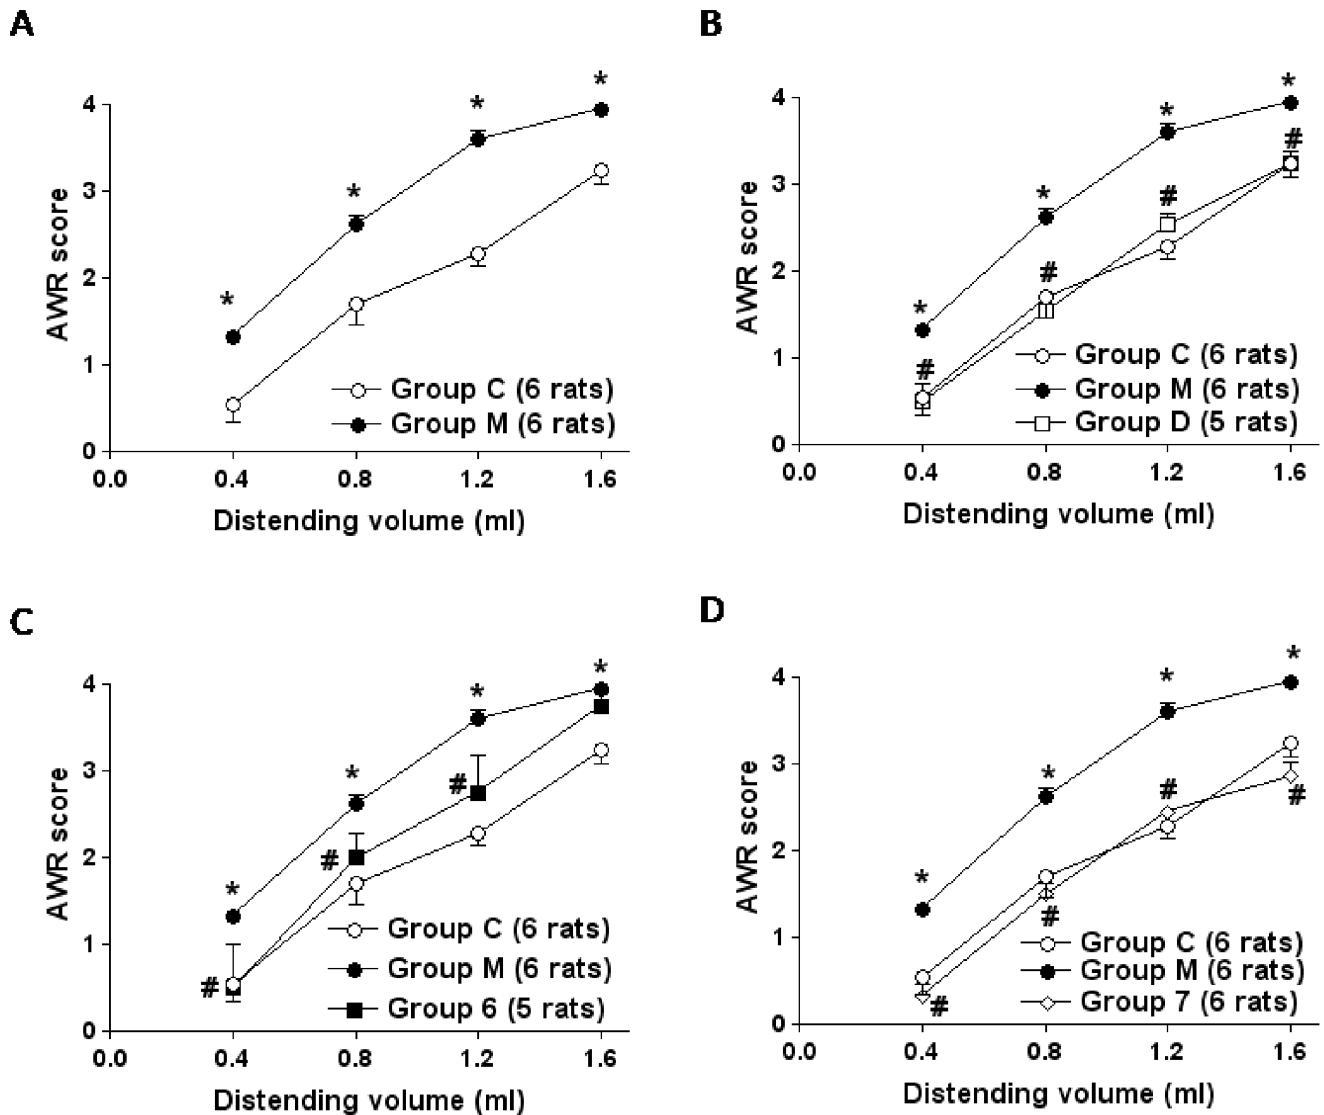 A
AWR score
4
3
2
1
0
* * * *
Group C (6 rats)
Group M (6 rats)
0.0 0.4 0.8 1.2 1.6
Distending volume (ml)
B
AWR score
4
3
2
1
0
* * * *
# # # #
Group C (6 rats)
Group M (6 rats)
Group D (5 rats)
0.0 0.4 0.8 1.2 1.6
Distending volume (ml)
C
AWR score
4
3
2
1
0
* * * *
# # #
Group C (6 rats)
Group M (6 rats)
Group 6 (5 rats)
0.0 0.4 0.8 1.2 1.6
Distending volume (ml)
D
AWR score
4
3
2
1
0
* * * *
# # # #
Group C (6 rats)
Group M (6 rats)
Group 7 (6 rats)
0.0 0.4 0.8 1.2 1.6
Distending volume (ml)